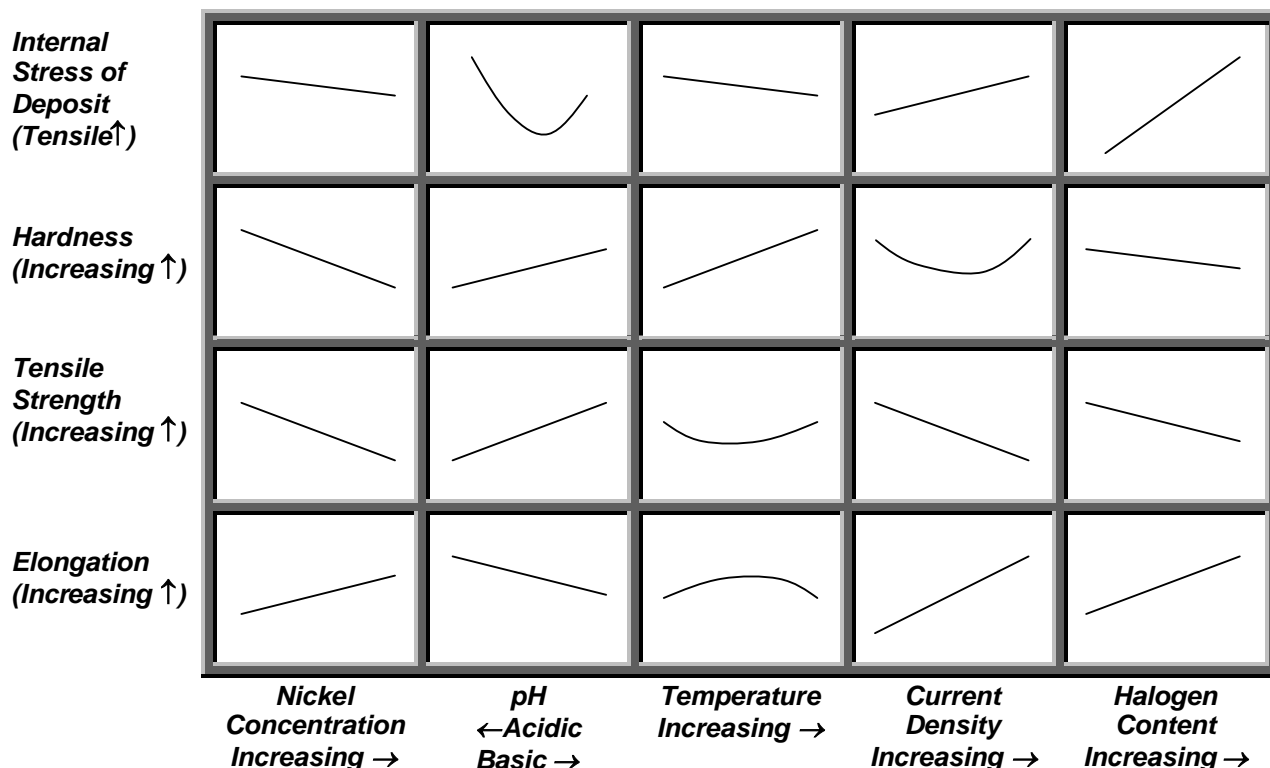 Internal
Stress of
Deposit
(Tensile↑)
Hardness
(Increasing ↑)
Tensile
Strength
(Increasing ↑)
Elongation
(Increasing ↑)
Nickel
Concentration
Increasing →
pH
←Acidic
Basic →
Temperature
Increasing →
Current
Density
Increasing →
Halogen
Content
Increasing →